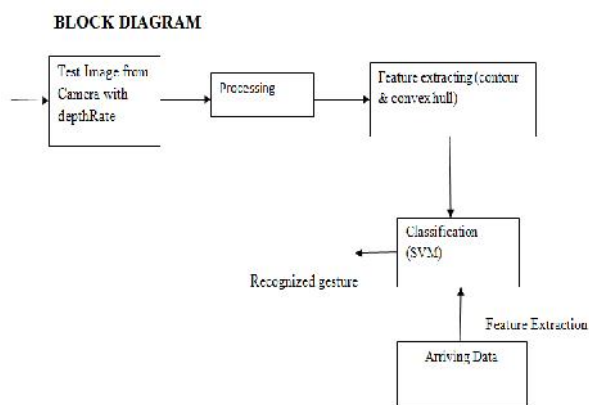 BLOCK DIAGRAM
Test Image from
Camera with
depthRate
Processing
Feature extracting (contour
& convex hull)
Classification
(SVM)
Recognized gesture
Feature Extraction
Arriving Data